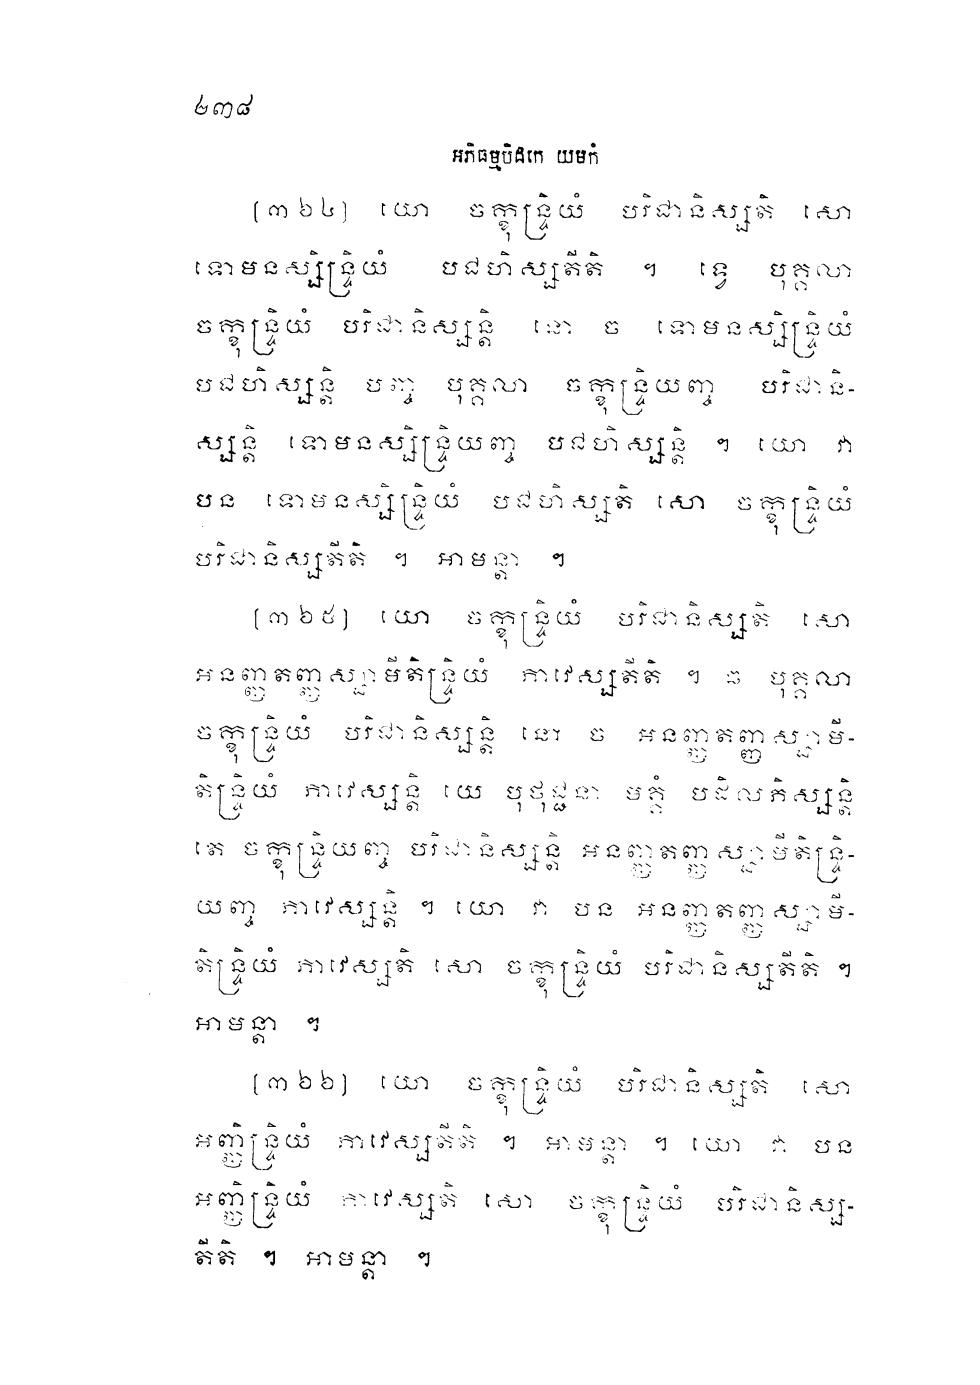 ៤៣៨
អភិធម្មបិដកេ យមកំ
[៣៦៤] យោ ចក្ខុន្ទ្រិយំ បរិជានិស្សតិ សោ
ទោមនស្សិន្ទ្រិយំ បជហិស្សតីតិ ។ ទ្វេ បុគ្គលា
ចក្ខុន្ទ្រិយំ បរិជានិស្សន្តិ នោ ច ទោមនស្សិន្ទ្រិយំ
បជហិស្សន្តិ បញ្ច បុគ្គលា ចក្ខុន្ទ្រិយញ្ច បរិជានិ-
ស្សន្តិ ទោមនស្សិន្ទ្រិយញ្ច បជហិស្សន្តិ ។ យោ វា
បន ទោមនស្សិន្ទ្រិយំ បជហិស្សតិ សោ ចក្ខុន្ទ្រិយំ
បរិជានិស្សតីតិ ។ អាមន្តា ។
[៣៦៥] យោ ចក្ខុន្ទ្រិយំ បរិជានិស្សតិ សោ
អនញ្ញតញ្ញស្សាមីតិន្ទ្រិយំ ភាវេស្សតីតិ ។ ឆ បុគ្គលា
ចក្ខុន្ទ្រិយំ បរិជានិស្សន្តិ នោ ច អនញ្ញតញ្ញស្សាមី-
តិន្ទ្រិយំ ភាវេស្សន្តិ យេ បុថុជ្ជនា មគ្គំ បដិលភិស្សន្តិ
តេ ចក្ខុន្ទ្រិយញ្ច បរិជានិស្សន្តិ អនញ្ញតញ្ញស្សាមីតិន្ទ្រិ-
យញ្ច ភាវេស្សន្តិ ។ យោ វា បន អនញ្ញតញ្ញស្សាមី-
តិន្ទ្រិយំ ភាវេស្សតិ សោ ចក្ខុន្ទ្រិយំ បរិជានិស្សតីតិ ។
អាមន្តា ។
[៣៦៦] យោ ចក្ខុន្ទ្រិយំ បរិជានិស្សតិ សោ
អញ្ញិន្ទ្រិយំ ភាវេស្សតីតិ ។ អាមន្តា ។ យោ វា បន
អញ្ញិន្ទ្រិយំ ភាវេស្សតិ សោ ចក្ខុន្ទ្រិយំ បរិជានិស្ស-
តីតិ ។ អាមន្តា ។